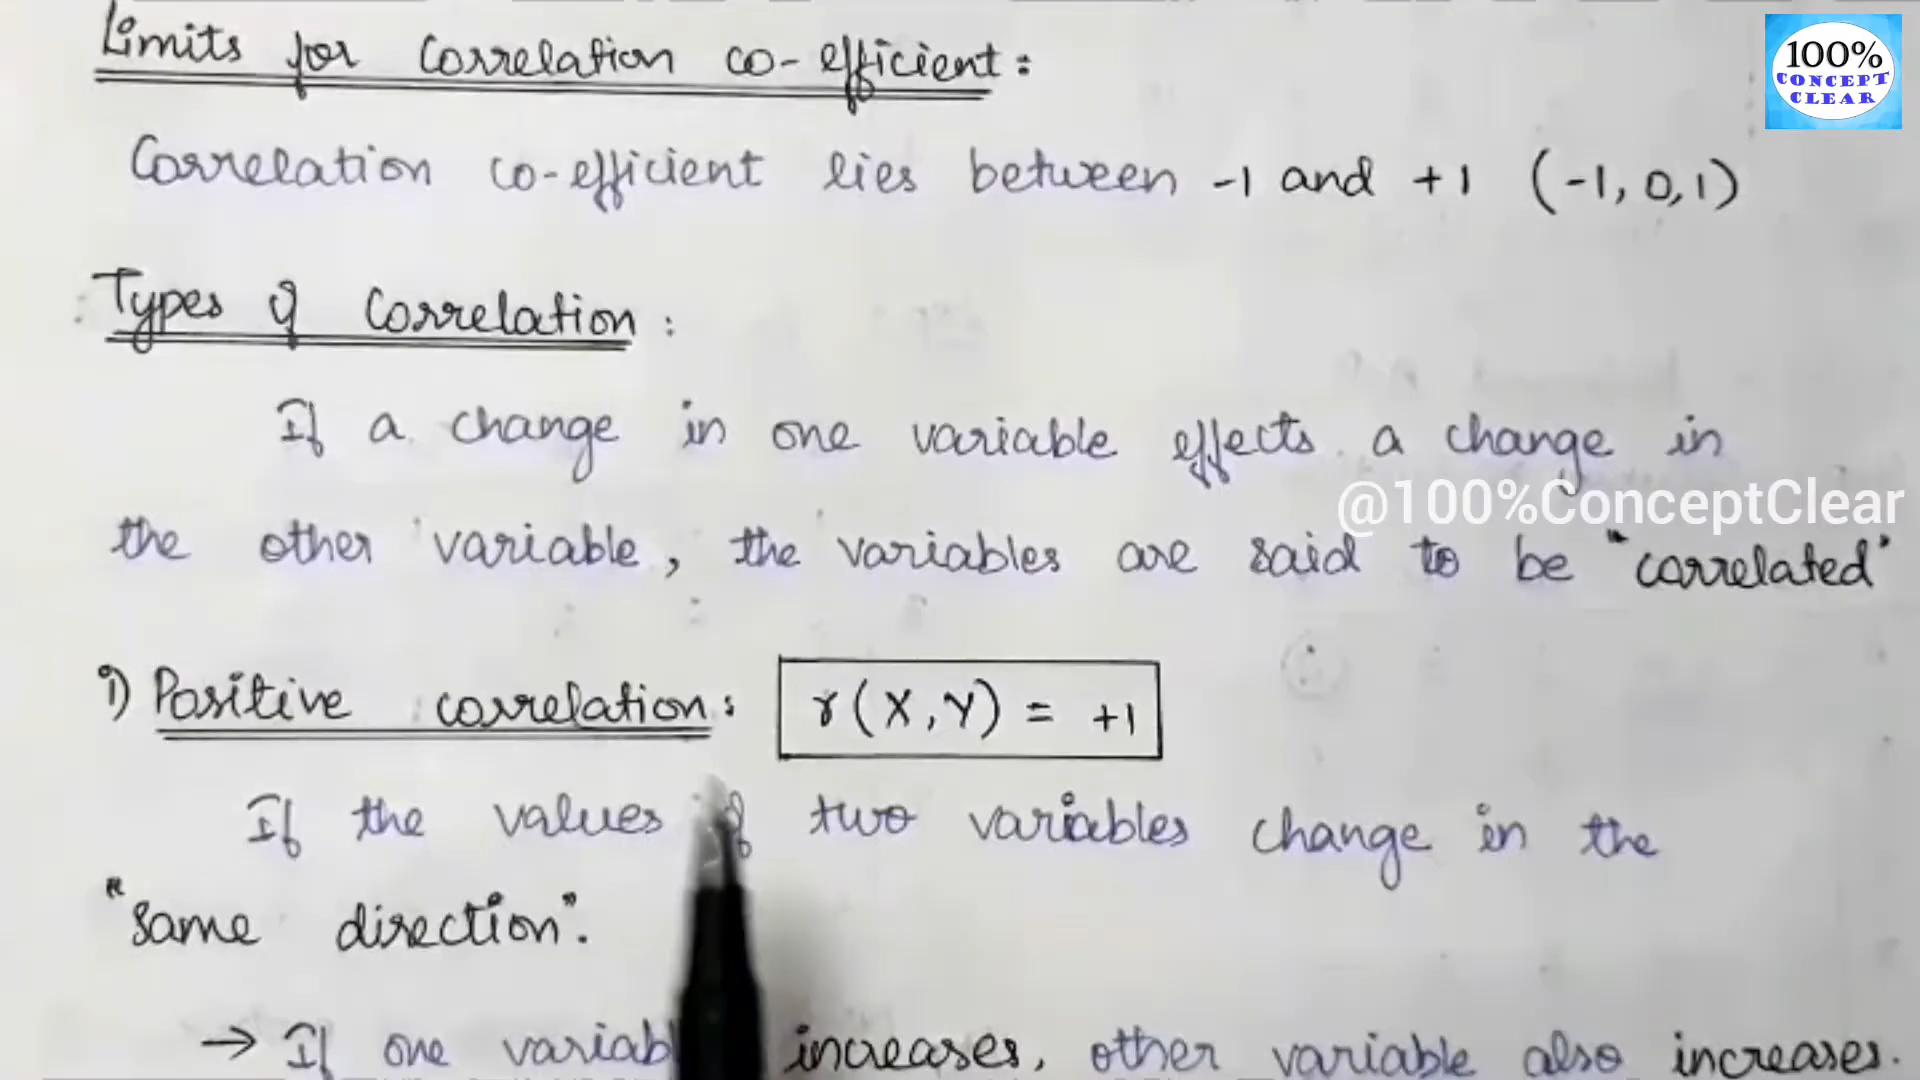 Limits for Correlation co-efficient:
100%
CONCEPT
CLEAR
Correlation co-efficient lies between -1 and +1 (-1, 0, 1)
Types of Correlation:
If a change in one variable effects a change in
@100%ConceptClear
the other variable, the variables are said to be "correlated"
i) Positive correlation: r(X,Y) = +1
If the values of two variables change in the
"same direction".
→ If one variab increases, other variable also increases.